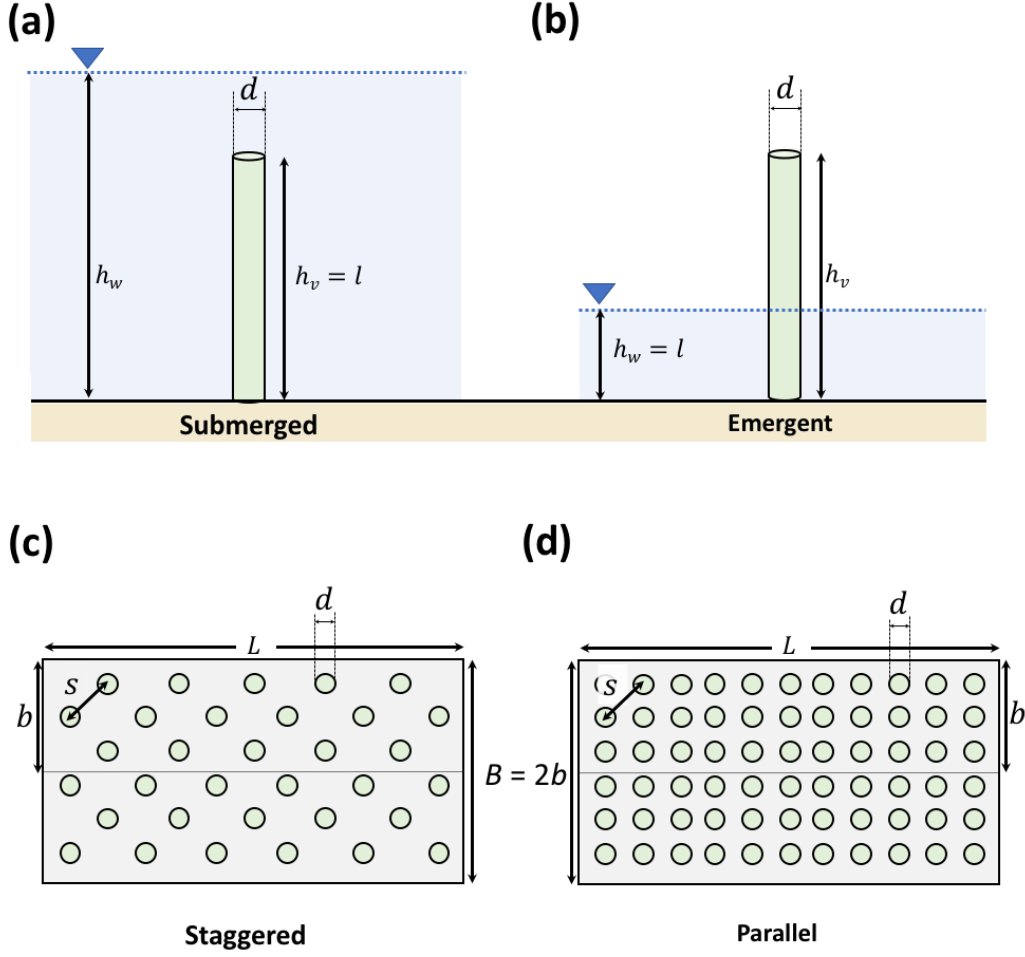 (a)
(b)
d
d
h_w
h_v = l
h_v
h_w = l
Submerged
Emergent
(c)
(d)
d
d
L
L
s
s
b
b
B = 2b
Staggered
Parallel